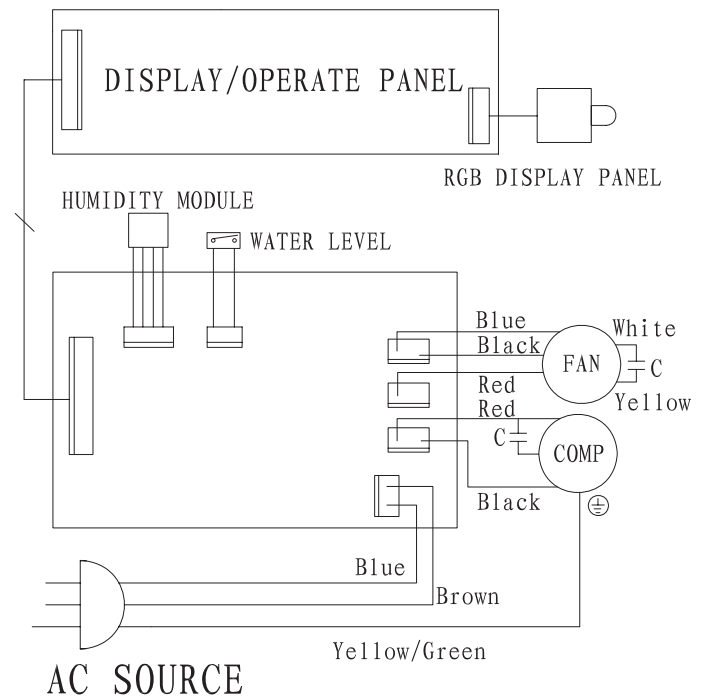 DISPLAY/OPERATE PANEL
RGB DISPLAY PANEL
HUMIDITY MODULE
WATER LEVEL
Blue
White
Black
FAN
C
Red
Yellow
Red
C
COMP
Black
Blue
Brown
Yellow/Green
AC SOURCE